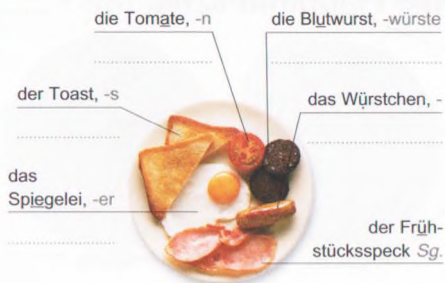 die Tomate, -n
die Blutwurst, -würste
der Toast, -s
das Würstchen, -
das
Spiegelei, -er
der Früh-
stücksspeck Sg.